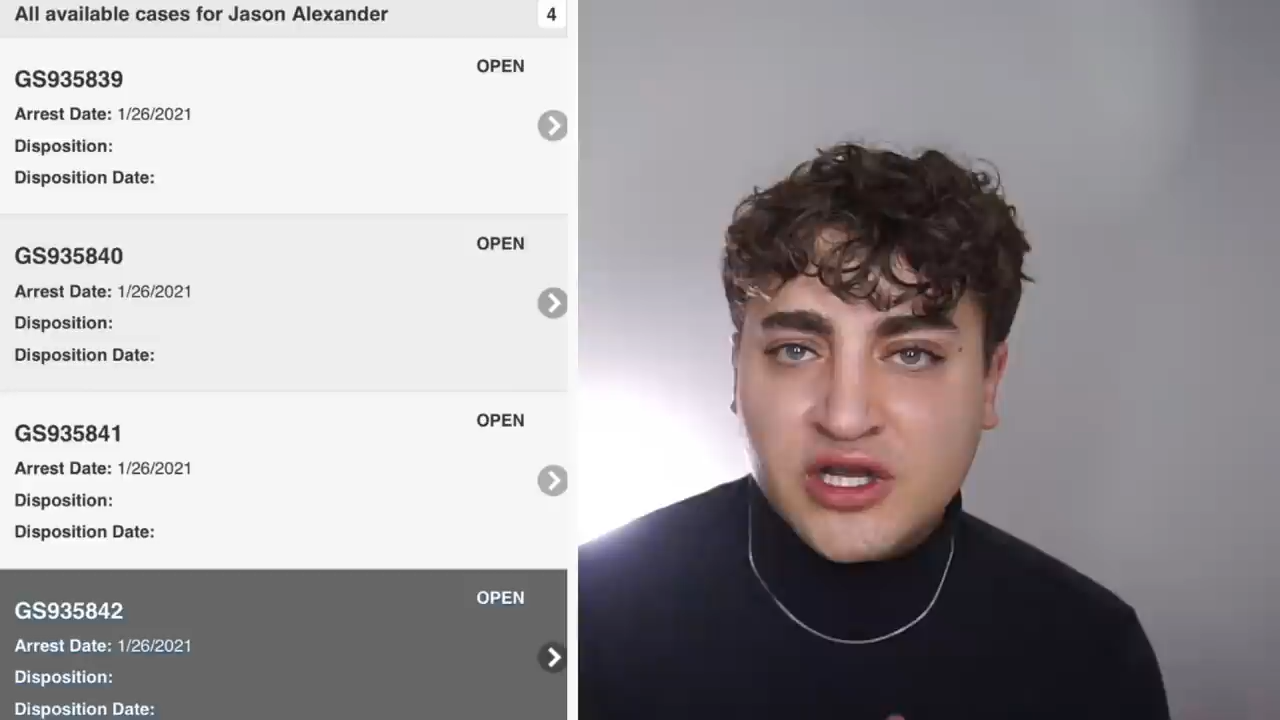 All available cases for Jason Alexander 4
GS935839 OPEN
Arrest Date: 1/26/2021
Disposition:
Disposition Date:
GS935840 OPEN
Arrest Date: 1/26/2021
Disposition:
Disposition Date:
GS935841 OPEN
Arrest Date: 1/26/2021
Disposition:
Disposition Date:
GS935842 OPEN
Arrest Date: 1/26/2021
Disposition:
Disposition Date: